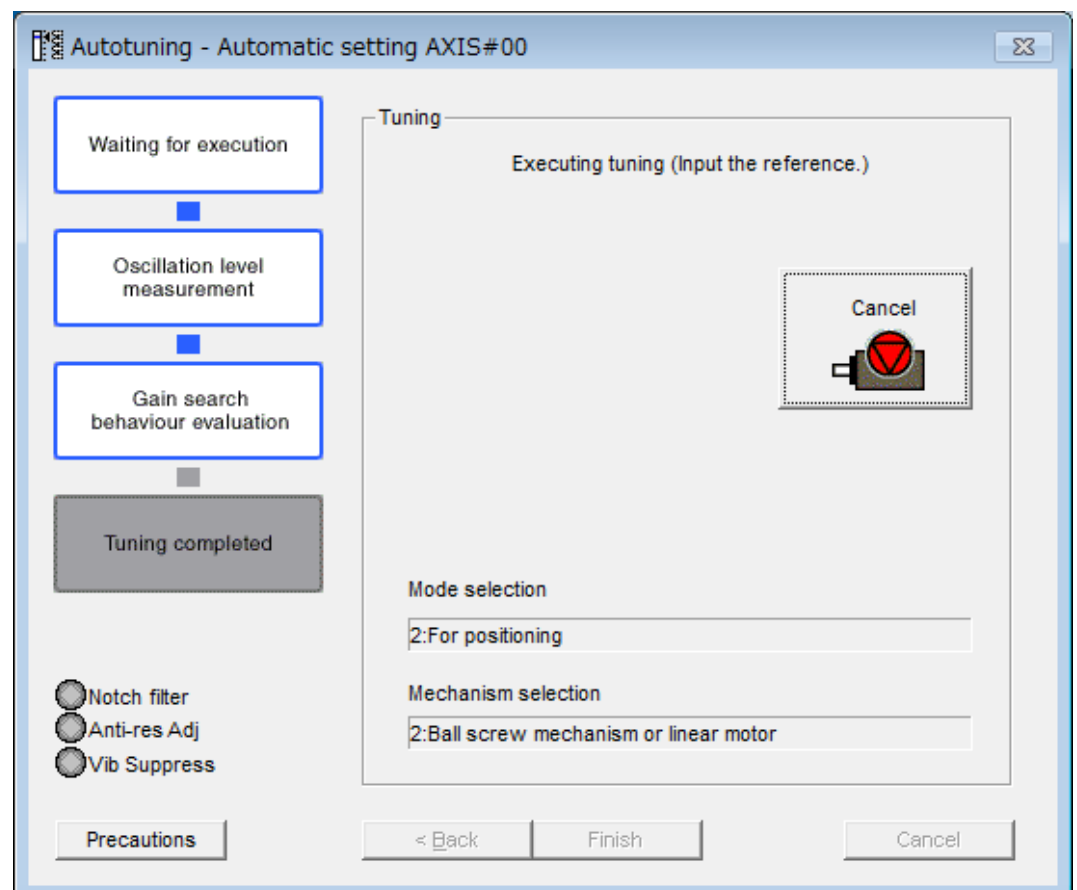 Autotuning - Automatic setting AXIS#00
Waiting for execution
Oscillation level
measurement
Gain search
behaviour evaluation
Tuning completed
Notch filter
Anti-res Adj
Vib Suppress
Precautions
Tuning
Executing tuning (Input the reference.)
Cancel
Mode selection
2:For positioning
Mechanism selection
2:Ball screw mechanism or linear motor
< Back
Finish
Cancel